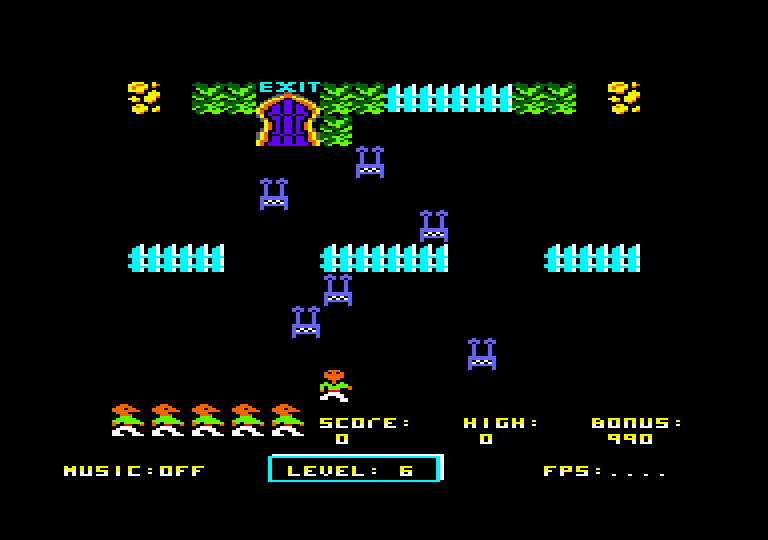 EXIT
SCORE: HIGH: BONUS:
0 0 990
MUSIC:OFF LEVEL: 6 FPS:....